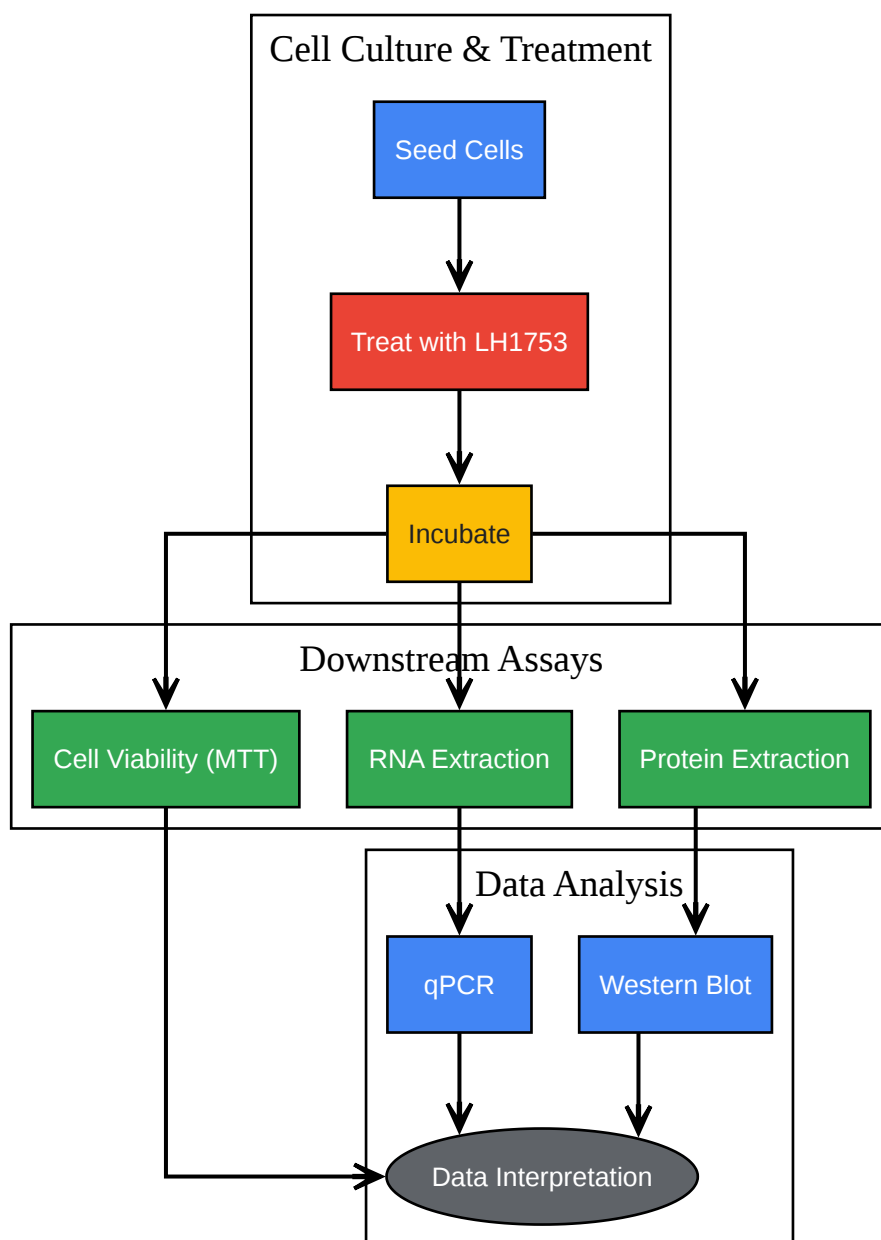 Cell Culture & Treatment
Seed Cells
Treat with LH1753
Incubate
Downstream Assays
Cell Viability (MTT)
RNA Extraction
Protein Extraction
Data Analysis
qPCR
Western Blot
Data Interpretation